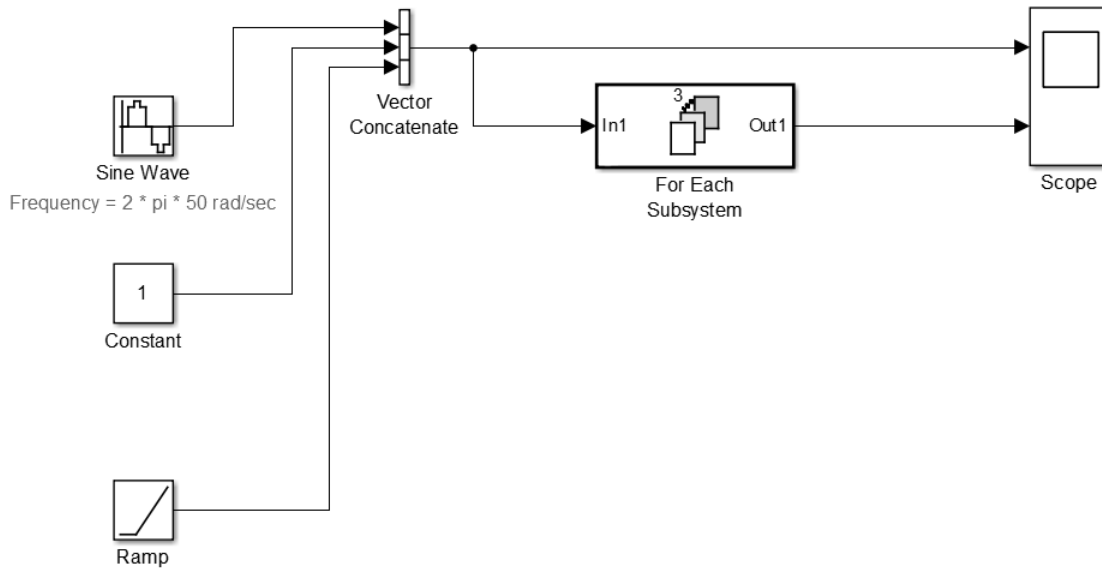 Vector
Concatenate
3
In1
Out1
For Each
Subsystem
Scope
Sine Wave
Frequency = 2 * pi * 50 rad/sec
1
Constant
Ramp